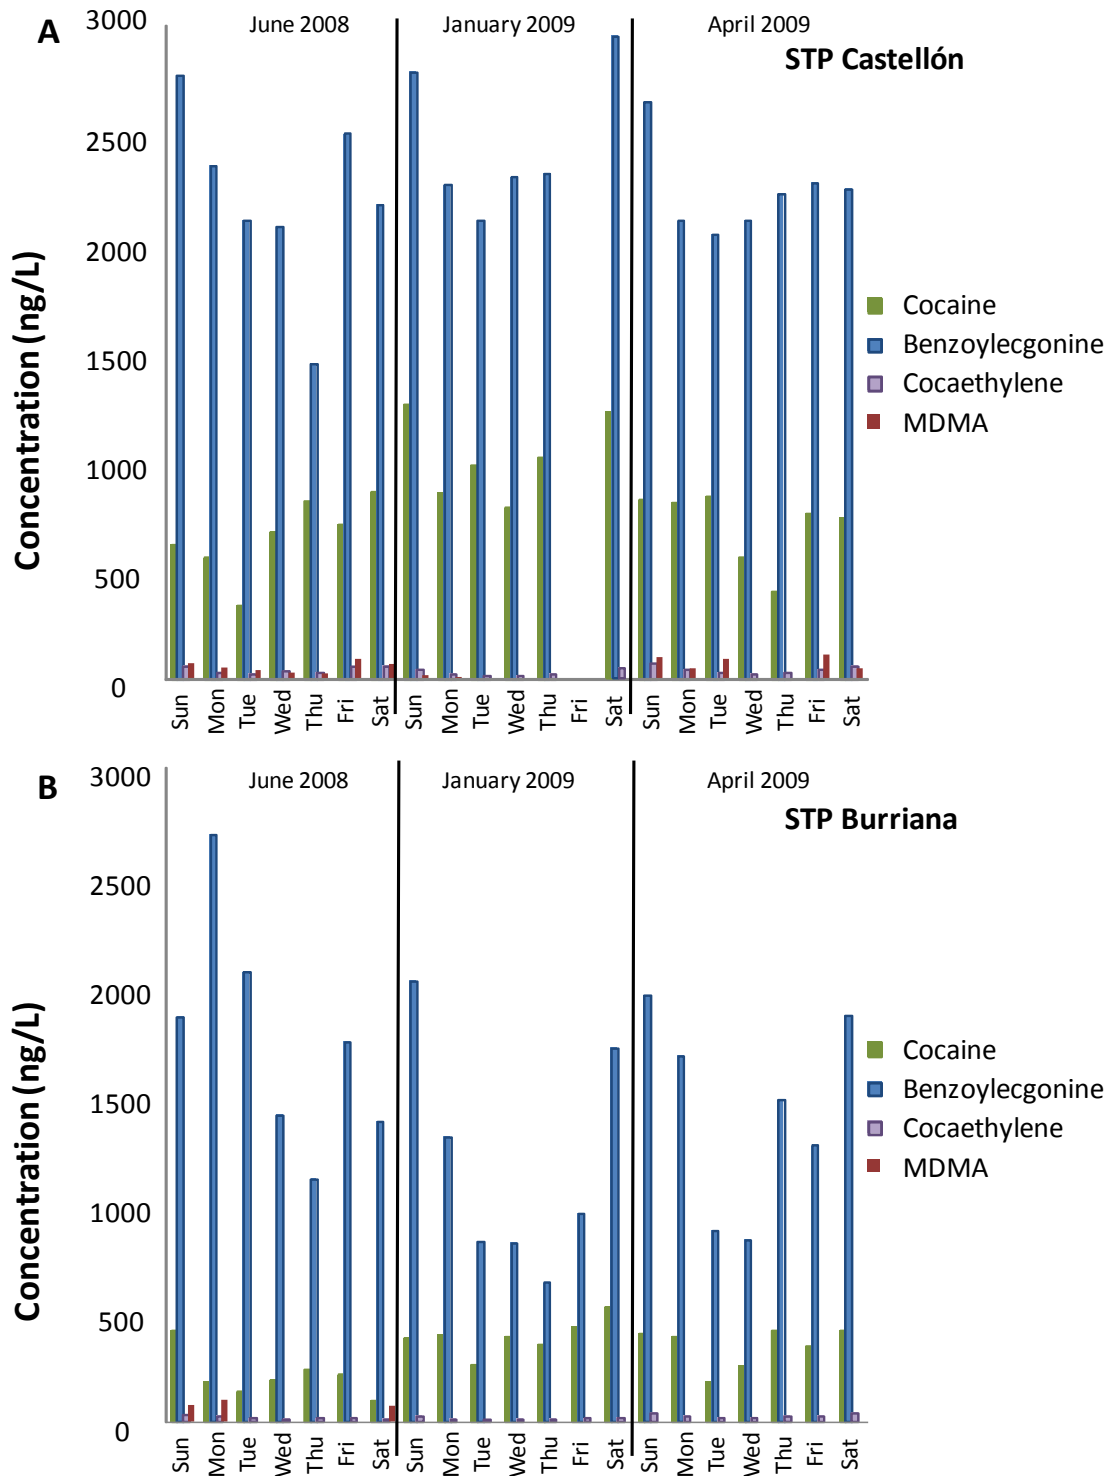 A
June 2008
January 2009
April 2009
STP Castellón
3000
2500
2000
1500
1000
500
0
Concentration (ng/L)
Cocaine
Benzoylecgonine
Cocaethylene
MDMA
Sun Mon Tue Wed Thu Fri Sat Sun Mon Tue Wed Thu Fri Sat Sun Mon Tue Wed Thu Fri Sat
B
June 2008
January 2009
April 2009
STP Burriana
3000
2500
2000
1500
1000
500
0
Concentration (ng/L)
Cocaine
Benzoylecgonine
Cocaethylene
MDMA
Sun Mon Tue Wed Thu Fri Sat Sun Mon Tue Wed Thu Fri Sat Sun Mon Tue Wed Thu Fri Sat